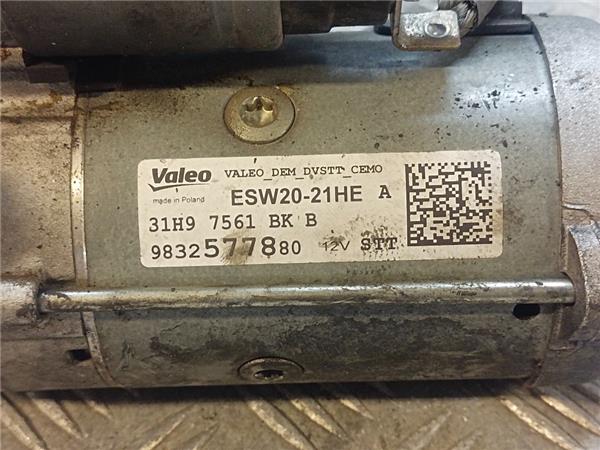 Valeo VALEO_DEM_DVSTT_CEMO
made in Poland ESW20-21HE A
31H9 7561 BK B
9832577880 12V STT